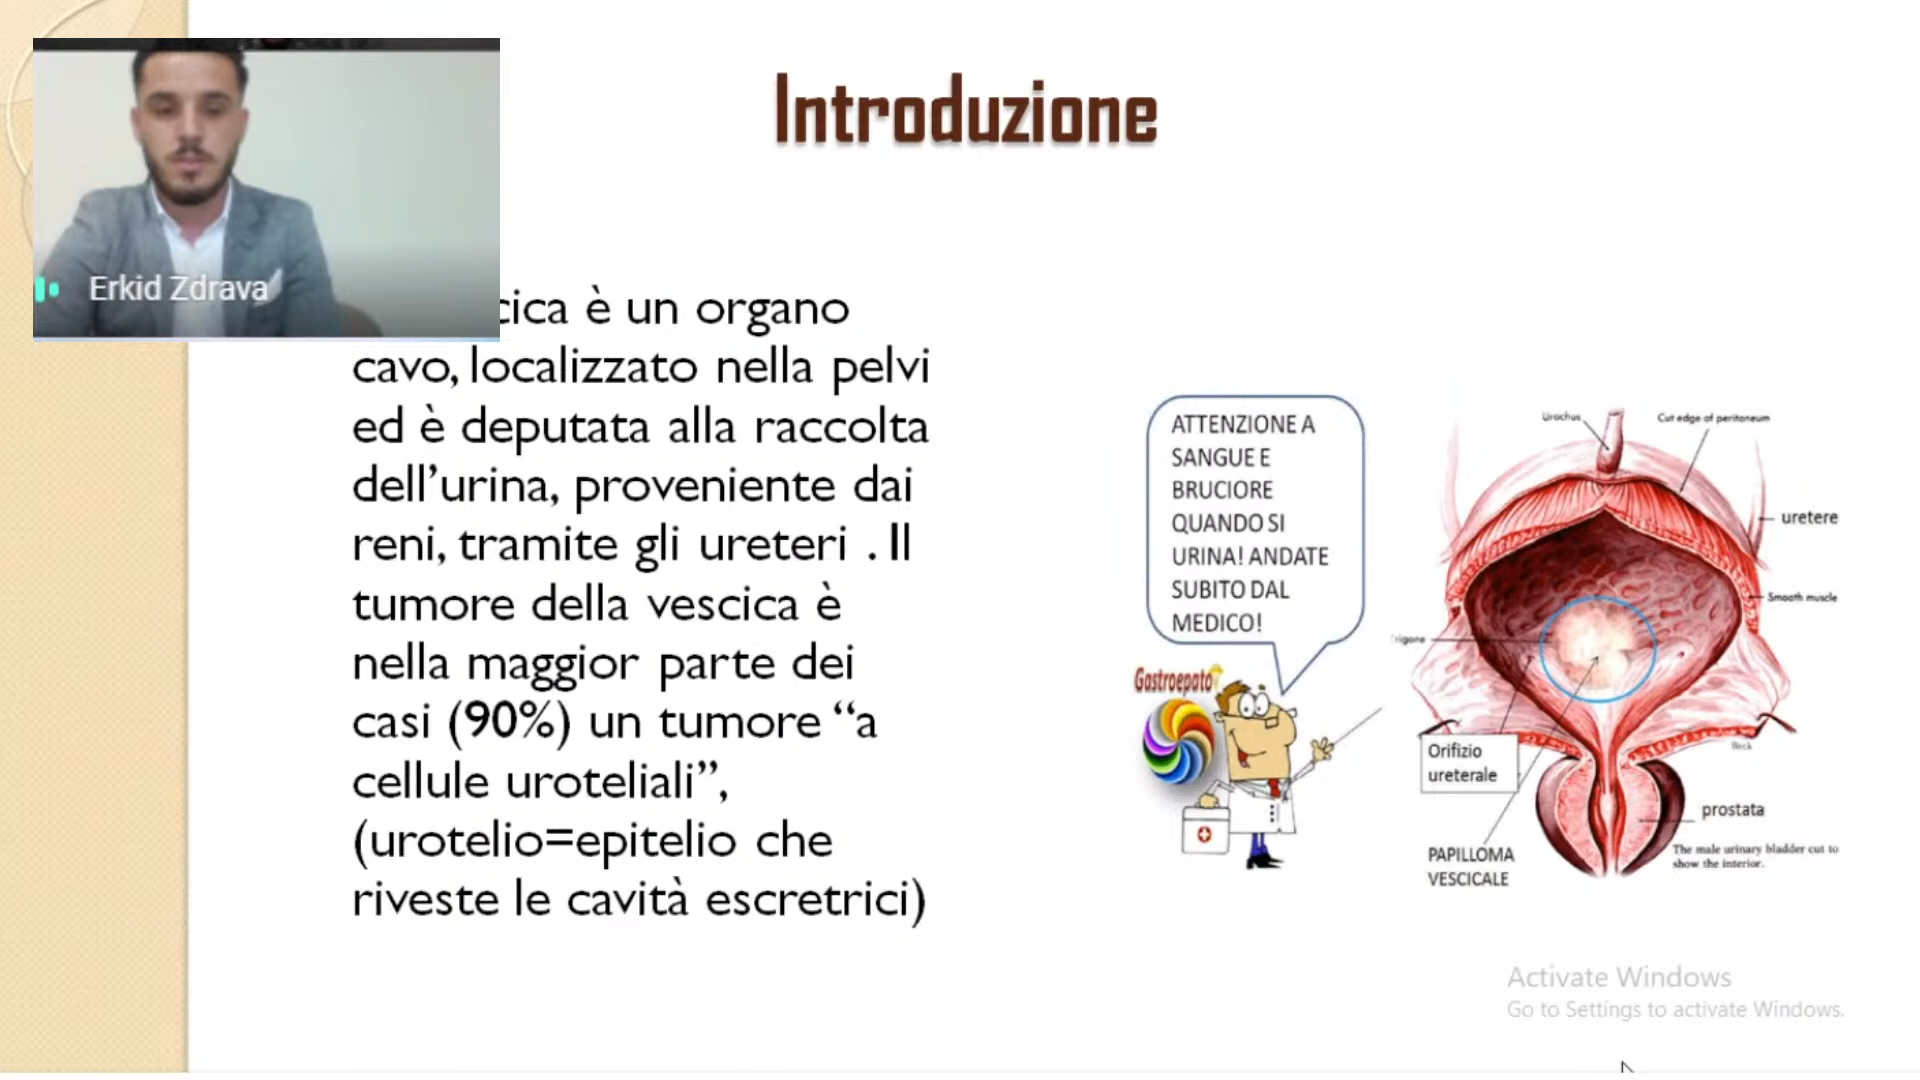 Introduzione
Erkid Zdrava
cica è un organo
cavo, localizzato nella pelvi
ed è deputata alla raccolta
dell’urina, proveniente dai
reni, tramite gli ureteri . Il
tumore della vescica è
nella maggior parte dei
casi (90%) un tumore “a
cellule uroteliali”,
(urotelio=epitelio che
riveste le cavità escretrici)
ATTENZIONE A
SANGUE E
BRUCIORE
QUANDO SI
URINA! ANDATE
SUBITO DAL
MEDICO!
Gastroepato
Urachus
Cut edge of peritoneum
uretere
Smooth muscle
Trigone
Orifizio
ureterale
Neck
prostata
PAPILLOMA
VESCICALE
The male urinary bladder cut to
show the interior.
Activate Windows
Go to Settings to activate Windows.